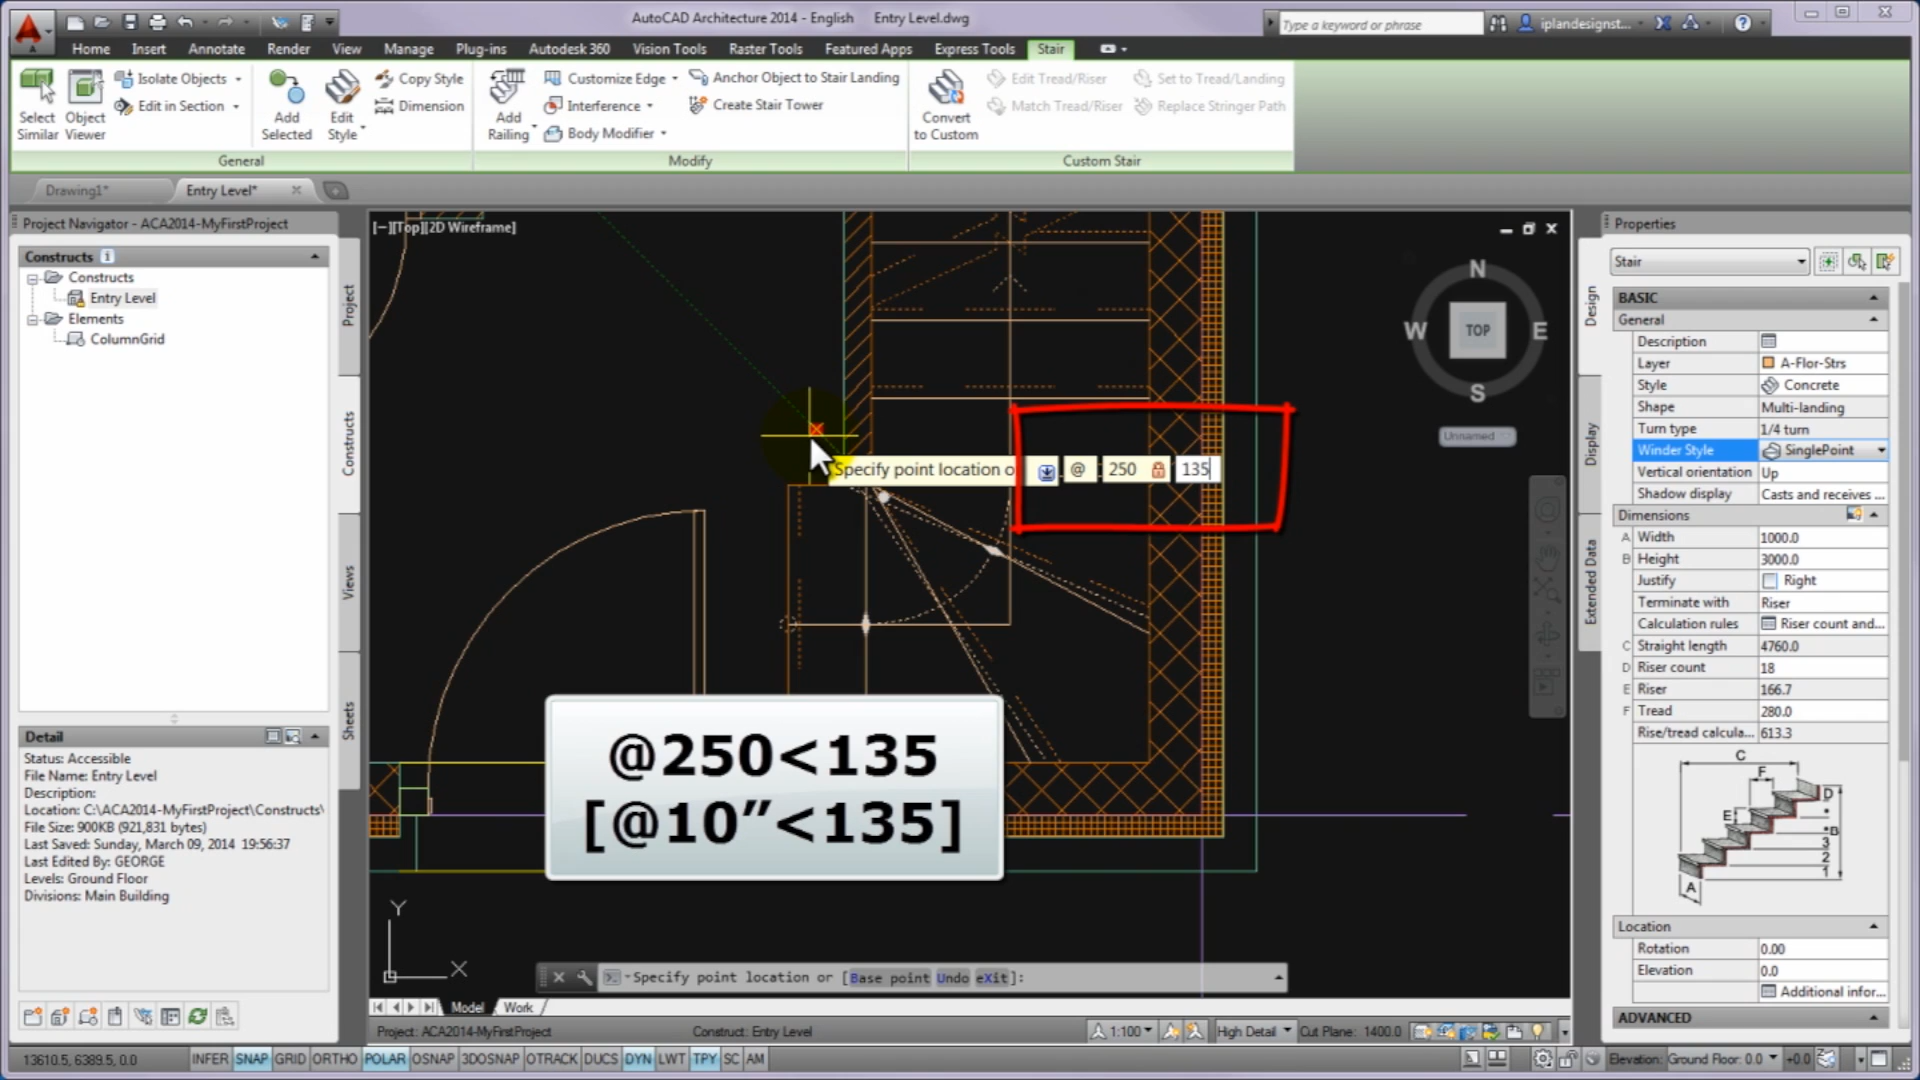 AutoCAD Architecture 2014 - English Entry Level.dwg
Type a keyword or phrase
iplandesignst...
Home Insert Annotate Render View Manage Plug-ins Autodesk 360 Vision Tools Raster Tools Featured Apps Express Tools Stair
Select Similar
Object Viewer
Isolate Objects
Edit in Section
Add Selected
Edit Style
Copy Style
Dimension
General
Add Railing
Customize Edge
Interference
Body Modifier
Anchor Object to Stair Landing
Create Stair Tower
Modify
Convert to Custom
Edit Tread/Riser
Match Tread/Riser
Set to Tread/Landing
Replace Stringer Path
Custom Stair
Drawing1*
Entry Level*
Project Navigator - ACA2014-MyFirstProject
Constructs
Constructs
Entry Level
Elements
ColumnGrid
Project
Constructs
Views
Sheets
Detail
Status: Accessible
File Name: Entry Level
Description:
Location: C:\ACA2014-MyFirstProject\Constructs\
File Size: 900KB (921,831 bytes)
Last Saved: Sunday, March 09, 2014 19:56:37
Last Edited By: GEORGE
Levels: Ground Floor
Divisions: Main Building
[−][Top][2D Wireframe]
N
W TOP E
S
Unnamed
Specify point location o
@ 250 135
@250<135
[@10”<135]
Y
X
Specify point location or [Base point Undo eXit]:
Model Work
Project: ACA2014-MyFirstProject Construct: Entry Level 1:100 High Detail Cut Plane: 1400.0
13610.5, 6389.5, 0.0 INFER SNAP GRID ORTHO POLAR OSNAP 3DOSNAP OTRACK DUCS DYN LWT TPY SC AM Elevation: Ground Floor: 0.0 +0.0
Properties
Stair
Design
Display
Extended Data
BASIC
General
Description
Layer A-Flor-Strs
Style Concrete
Shape Multi-landing
Turn type 1/4 turn
Winder Style SinglePoint
Vertical orientation Up
Shadow display Casts and receives ...
Dimensions
A Width 1000.0
B Height 3000.0
Justify Right
Terminate with Riser
Calculation rules Riser count and...
C Straight length 4760.0
D Riser count 18
E Riser 166.7
F Tread 280.0
Rise/tread calcula... 613.3
C
F
D
E
B
3
2
1
A
Location
Rotation 0.00
Elevation 0.0
Additional infor...
ADVANCED